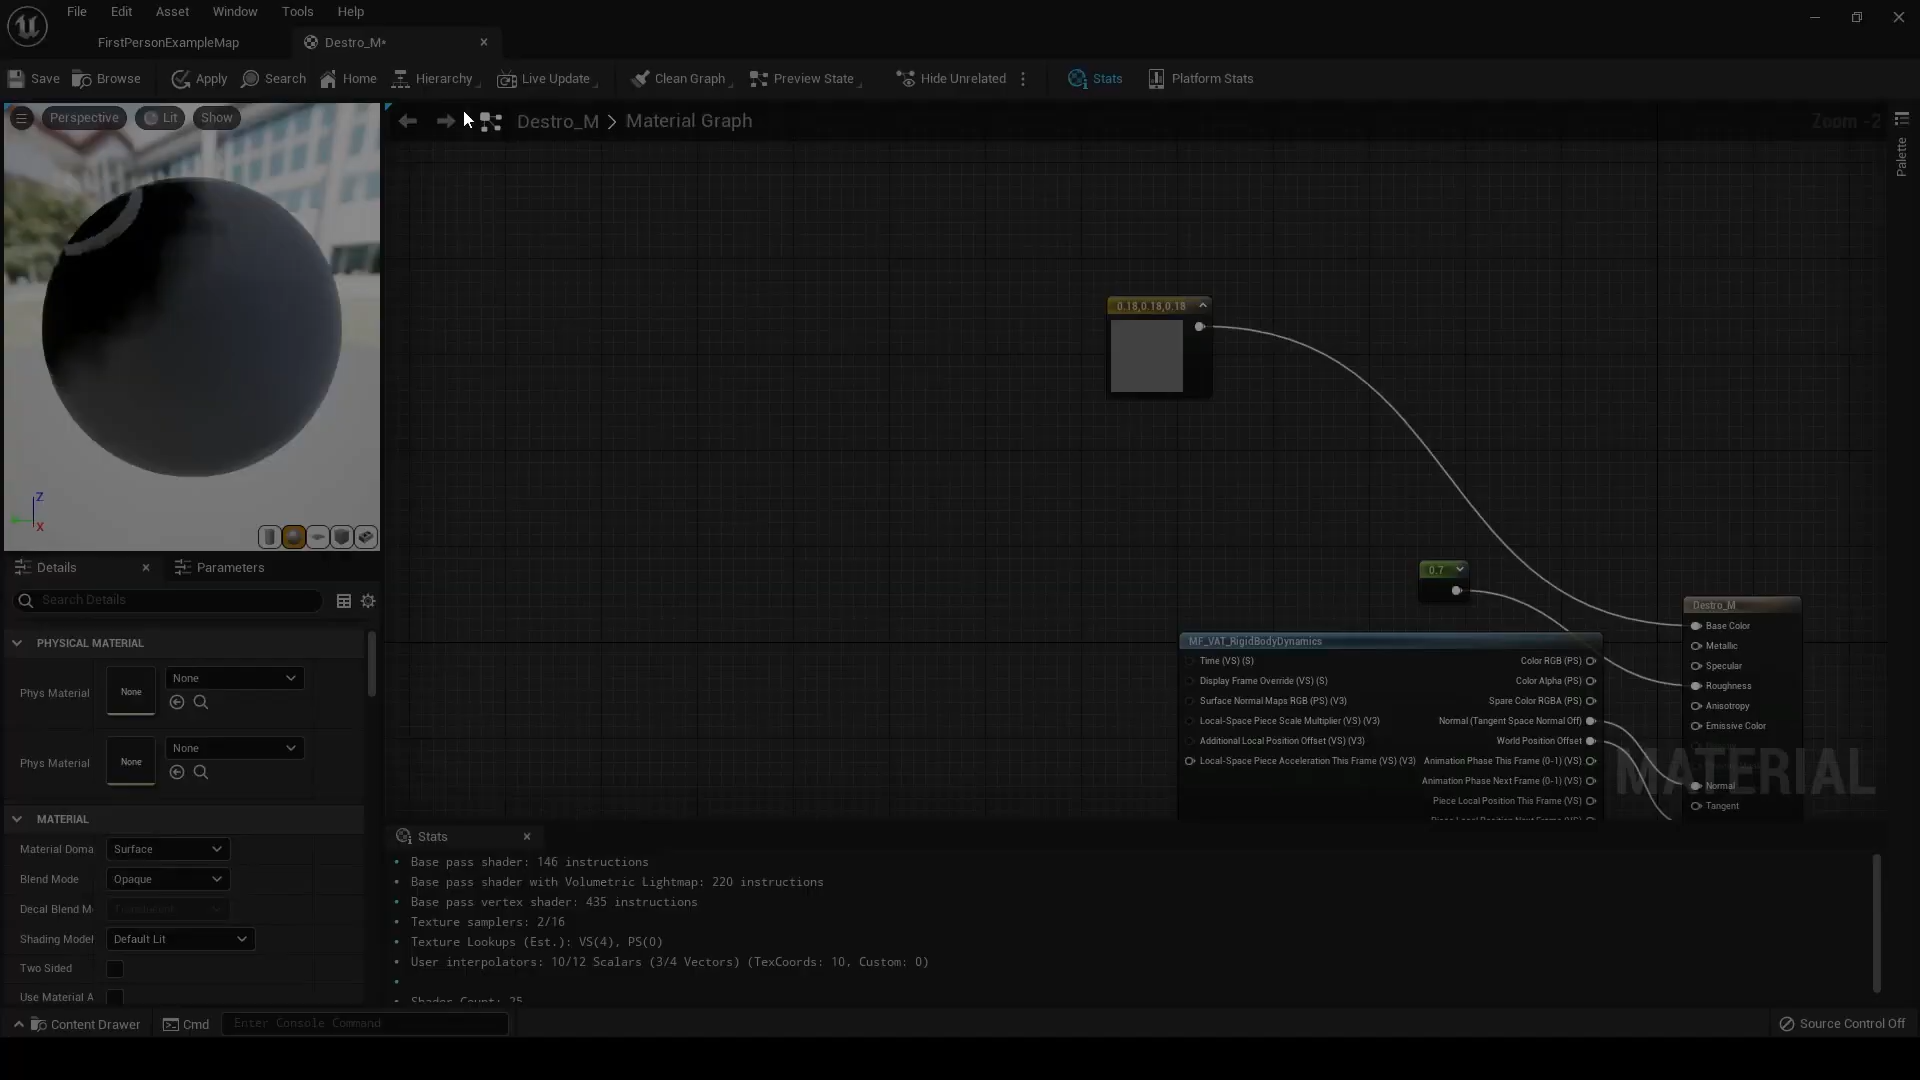 File Edit Asset Window Tools Help
FirstPersonExampleMap Destro_M*
Save Browse Apply Search Home Hierarchy Live Update Clean Graph Preview State Hide Unrelated Stats Platform Stats
Perspective Lit Show
Destro_M > Material Graph
Zoom -2
Palette
0.18,0.18,0.18
0.7
Destro_M
Base Color
Metallic
Specular
Roughness
Anisotropy
Emissive Color
Normal
Tangent
MF_VAT_RigidBodyDynamics
Time (VS) (S) Color RGB (PS)
Display Frame Override (VS) (S) Color Alpha (PS)
Surface Normal Maps RGB (PS) (V3) Spare Color RGBA (PS)
Local-Space Piece Scale Multiplier (VS) (V3) Normal (Tangent Space Normal Off)
Additional Local Position Offset (VS) (V3) World Position Offset
Local-Space Piece Acceleration This Frame (VS) (V3) Animation Phase This Frame (0-1) (VS)
Animation Phase Next Frame (0-1) (VS)
Piece Local Position This Frame (VS)
Piece Local Position Next Frame (VS)
MATERIAL
Z
X
Details Parameters
Search Details
PHYSICAL MATERIAL
Phys Material None None
Phys Material None None
MATERIAL
Material Doma Surface
Blend Mode Opaque
Decal Blend M Translucent
Shading Model Default Lit
Two Sided
Use Material A
Stats
Base pass shader: 146 instructions
Base pass shader with Volumetric Lightmap: 220 instructions
Base pass vertex shader: 435 instructions
Texture samplers: 2/16
Texture Lookups (Est.): VS(4), PS(0)
User interpolators: 10/12 Scalars (3/4 Vectors) (TexCoords: 10, Custom: 0)
Shader Count: 25
Content Drawer Cmd Enter Console Command Source Control Off